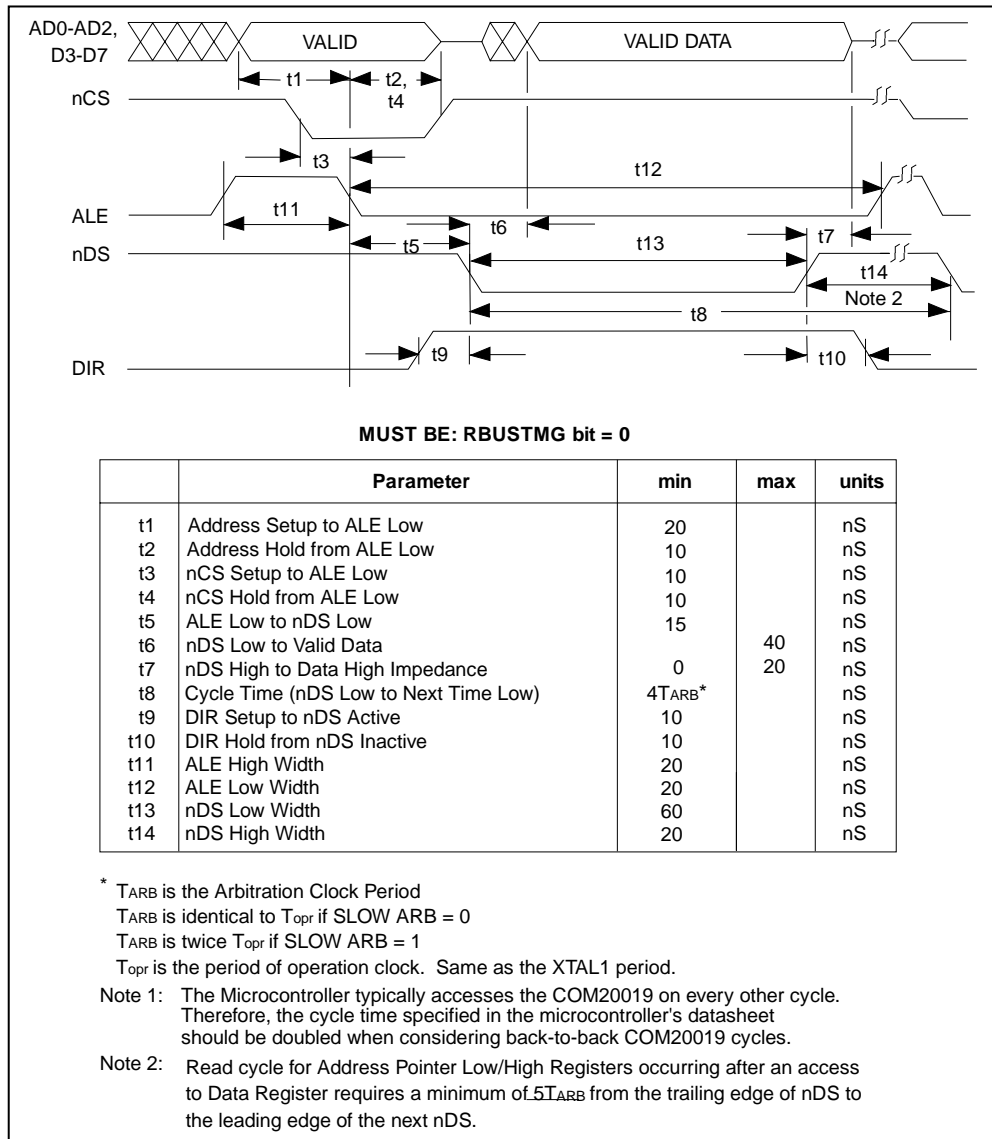 AD0-AD2,
D3-D7
VALID
VALID DATA
t1
t2,
t4
nCS
t3
t12
ALE
t11
t6
t5
t13
t7
nDS
t14
Note 2
t8
t9
t10
DIR
MUST BE: RBUSTMG bit = 0
Parameter min max units
t1 Address Setup to ALE Low 20 nS
t2 Address Hold from ALE Low 10 nS
t3 nCS Setup to ALE Low 10 nS
t4 nCS Hold from ALE Low 10 nS
t5 ALE Low to nDS Low 15 nS
t6 nDS Low to Valid Data 40 nS
t7 nDS High to Data High Impedance 0 20 nS
t8 Cycle Time (nDS Low to Next Time Low) 4TARB* nS
t9 DIR Setup to nDS Active 10 nS
t10 DIR Hold from nDS Inactive 10 nS
t11 ALE High Width 20 nS
t12 ALE Low Width 20 nS
t13 nDS Low Width 60 nS
t14 nDS High Width 20 nS
* TARB is the Arbitration Clock Period
TARB is identical to Topr if SLOW ARB = 0
TARB is twice Topr if SLOW ARB = 1
Topr is the period of operation clock. Same as the XTAL1 period.
Note 1: The Microcontroller typically accesses the COM20019 on every other cycle.
Therefore, the cycle time specified in the microcontroller's datasheet
should be doubled when considering back-to-back COM20019 cycles.
Note 2: Read cycle for Address Pointer Low/High Registers occurring after an access
to Data Register requires a minimum of 5TARB from the trailing edge of nDS to
the leading edge of the next nDS.